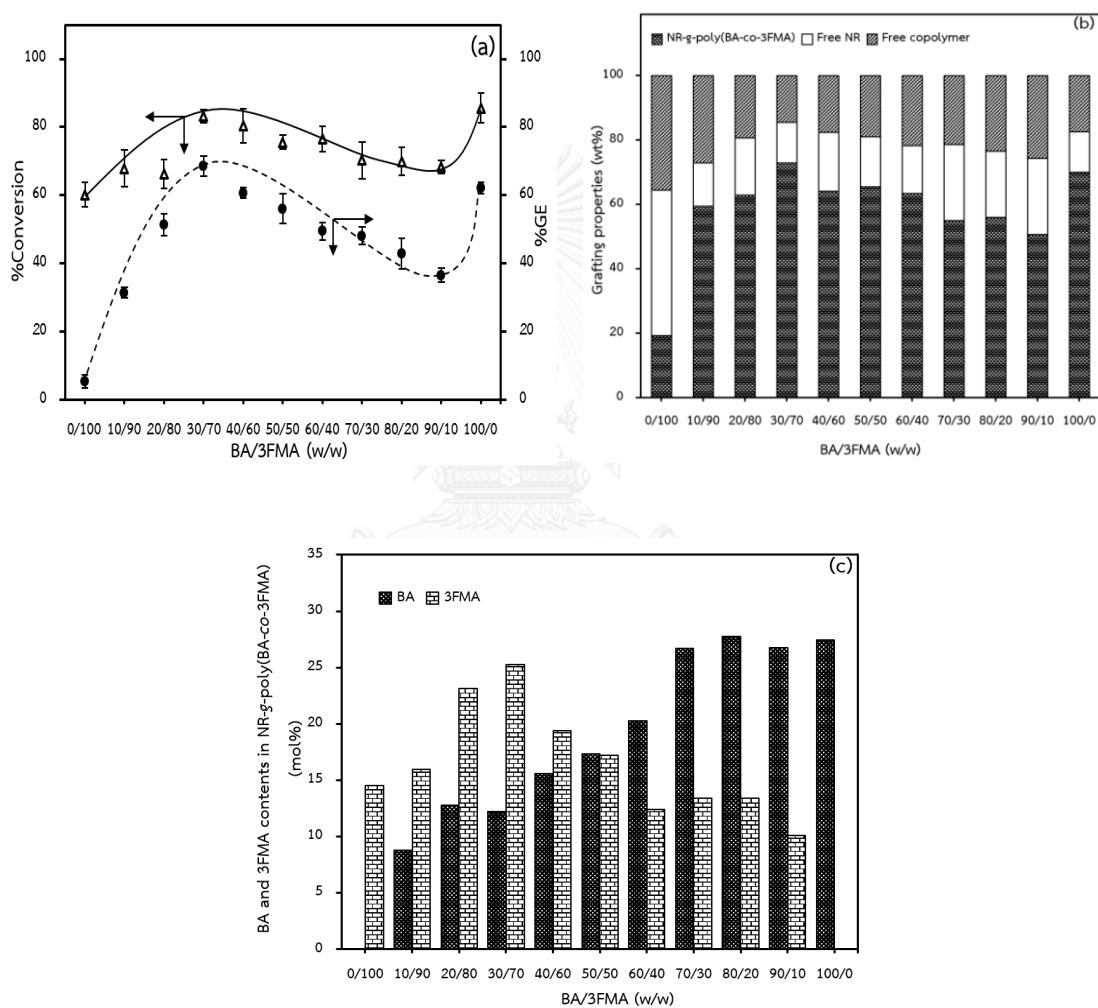 (a)
100
80
60
40
20
0
%Conversion
100
80
60
40
20
0
%GE
0/100 10/90 20/80 30/70 40/60 50/50 60/40 70/30 80/20 90/10 100/0
BA/3FMA (w/w)
(b)
NR-g-poly(BA-co-3FMA) Free NR Free copolymer
100
80
60
40
20
0
Grafting properties (wt%)
0/100 10/90 20/80 30/70 40/60 50/50 60/40 70/30 80/20 90/10 100/0
BA/3FMA (w/w)
(c)
BA 3FMA
35
30
25
20
15
10
5
0
BA and 3FMA contents in NR-g-poly(BA-co-3FMA)
(mol%)
0/100 10/90 20/80 30/70 40/60 50/50 60/40 70/30 80/20 90/10 100/0
BA/3FMA (w/w)